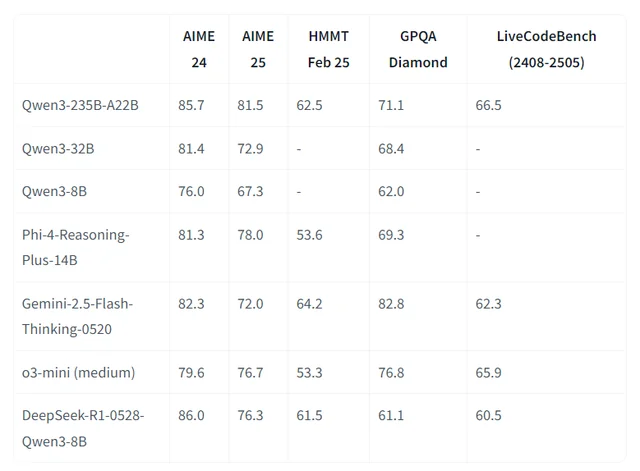 AIME 24 AIME 25 HMMT Feb 25 GPQA Diamond LiveCodeBench (2408-2505)
Qwen3-235B-A22B 85.7 81.5 62.5 71.1 66.5
Qwen3-32B 81.4 72.9 - 68.4 -
Qwen3-8B 76.0 67.3 - 62.0 -
Phi-4-Reasoning-Plus-14B 81.3 78.0 53.6 69.3 -
Gemini-2.5-Flash-Thinking-0520 82.3 72.0 64.2 82.8 62.3
o3-mini (medium) 79.6 76.7 53.3 76.8 65.9
DeepSeek-R1-0528-Qwen3-8B 86.0 76.3 61.5 61.1 60.5